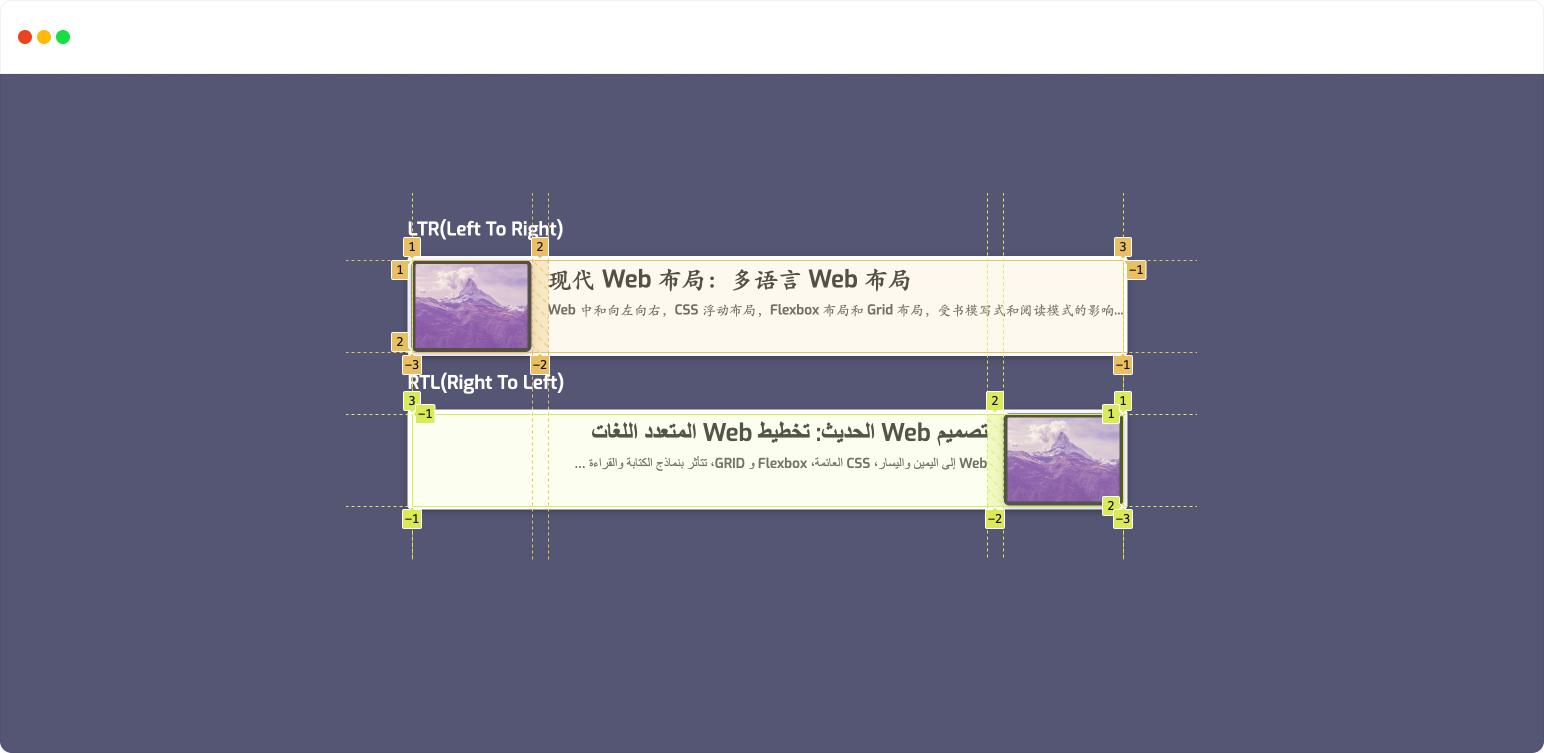 LTR(Left To Right)
1 2 3
1 −1
现代 Web 布局：多语言 Web 布局
Web 中和向左向右，CSS 浮动布局，Flexbox 布局和 Grid 布局，受书模写式和阅读模式的影响...
2
−3 −2 −1
RTL(Right To Left)
3 2 1
−1 1
تصميم Web الحديث: تخطيط Web المتعدد اللغات
Web إلى اليمين واليسار، CSS العائمة، Flexbox و GRID، تتأثر بنماذج الكتابة والقراءة ...
2
−1 −2 −3